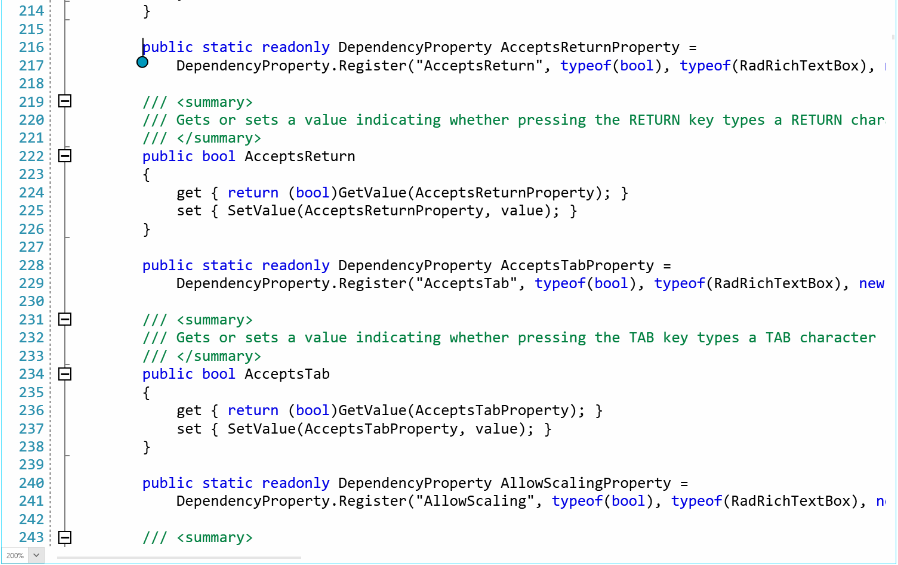 214 }
215
216 public static readonly DependencyProperty AcceptsReturnProperty =
217 DependencyProperty.Register("AcceptsReturn", typeof(bool), typeof(RadRichTextBox),
218
219 /// <summary>
220 /// Gets or sets a value indicating whether pressing the RETURN key types a RETURN char
221 /// </summary>
222 public bool AcceptsReturn
223 {
224 get { return (bool)GetValue(AcceptsReturnProperty); }
225 set { SetValue(AcceptsReturnProperty, value); }
226 }
227
228 public static readonly DependencyProperty AcceptsTabProperty =
229 DependencyProperty.Register("AcceptsTab", typeof(bool), typeof(RadRichTextBox), new
230
231 /// <summary>
232 /// Gets or sets a value indicating whether pressing the TAB key types a TAB character
233 /// </summary>
234 public bool AcceptsTab
235 {
236 get { return (bool)GetValue(AcceptsTabProperty); }
237 set { SetValue(AcceptsTabProperty, value); }
238 }
239
240 public static readonly DependencyProperty AllowScalingProperty =
241 DependencyProperty.Register("AllowScaling", typeof(bool), typeof(RadRichTextBox),
242
243 /// <summary>
200%